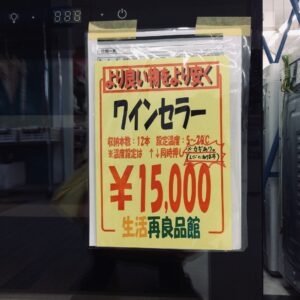 888
より良い物をより安く
ワインセラー
収納本数:12本 設定温度:5~20℃
※温度設定は ↑↓同時押し
¥15,000
生活再良品館